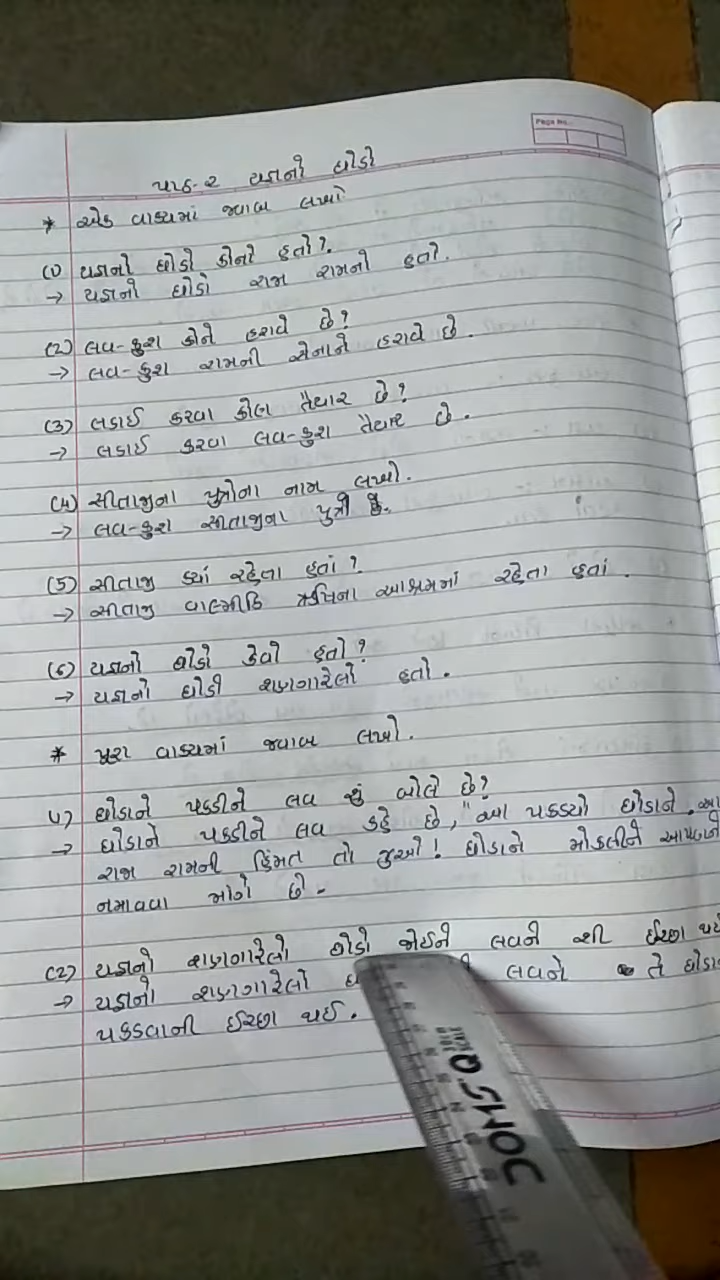 Page No.
પાઠ-૨ યજ્ઞનો ઘોડો
* એક વાક્યમાં જવાબ લખો
(૧) યજ્ઞનો ઘોડો કોનો હતો?
→ યજ્ઞનો ઘોડો રાજા રામનો હતો.
(2) લવ-કુશ કોને હરાવે છે?
→ લવ-કુશ રામની સેનાને હરાવે છે.
(3) લડાઈ કરવા કોણ તૈયાર છે?
→ લડાઈ કરવા લવ-કુશ તૈયાર છે.
(4) સીતાજીના પુત્રોના નામ લખો.
→ લવ-કુશ સીતાજીના પુત્રો છે.
(5) સીતાજી ક્યાં રહેતા હતાં?
→ સીતાજી વાલ્મીકિ ઋષિના આશ્રમમાં રહેતા હતાં.
(6) યજ્ઞનો ઘોડો કેવો હતો?
→ યજ્ઞનો ઘોડો શણગારેલો હતો.
* પૂરા વાક્યમાં જવાબ લખો.
૧) ઘોડાને પકડીને લવ શું બોલે છે?
→ ઘોડાને પકડીને લવ કહે છે, "આ પકડ્યો ઘોડાને. આ
રાજા રામની હિંમત તો જુઓ! ઘોડાને મોકલીને આપણને
નમાવવા માંગે છે.
(2) યજ્ઞનો શણગારેલો ઘોડો જોઈને લવને શી ઈચ્છા
→ યજ્ઞનો શણગારેલો લવને તે
પકડવાની ઈચ્છા થઈ.
DOMSQ